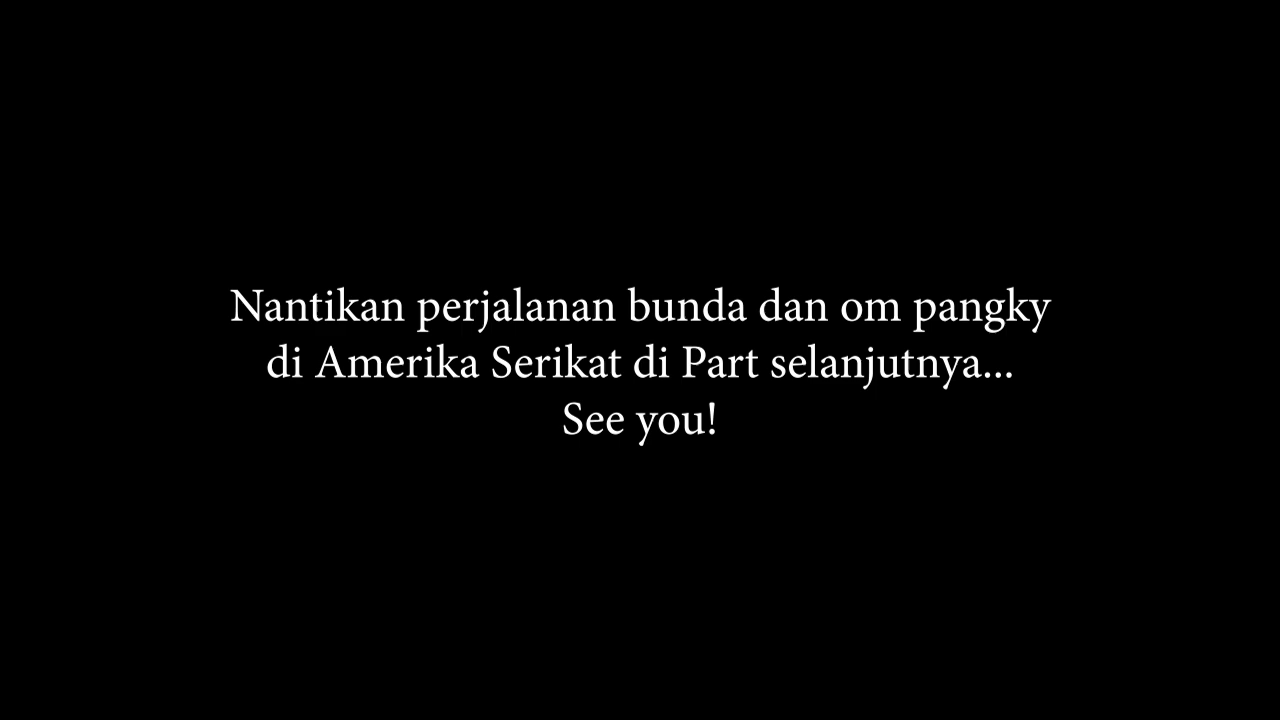 Nantikan perjalanan bunda dan om pangky
di Amerika Serikat di Part selanjutnya...
See you!